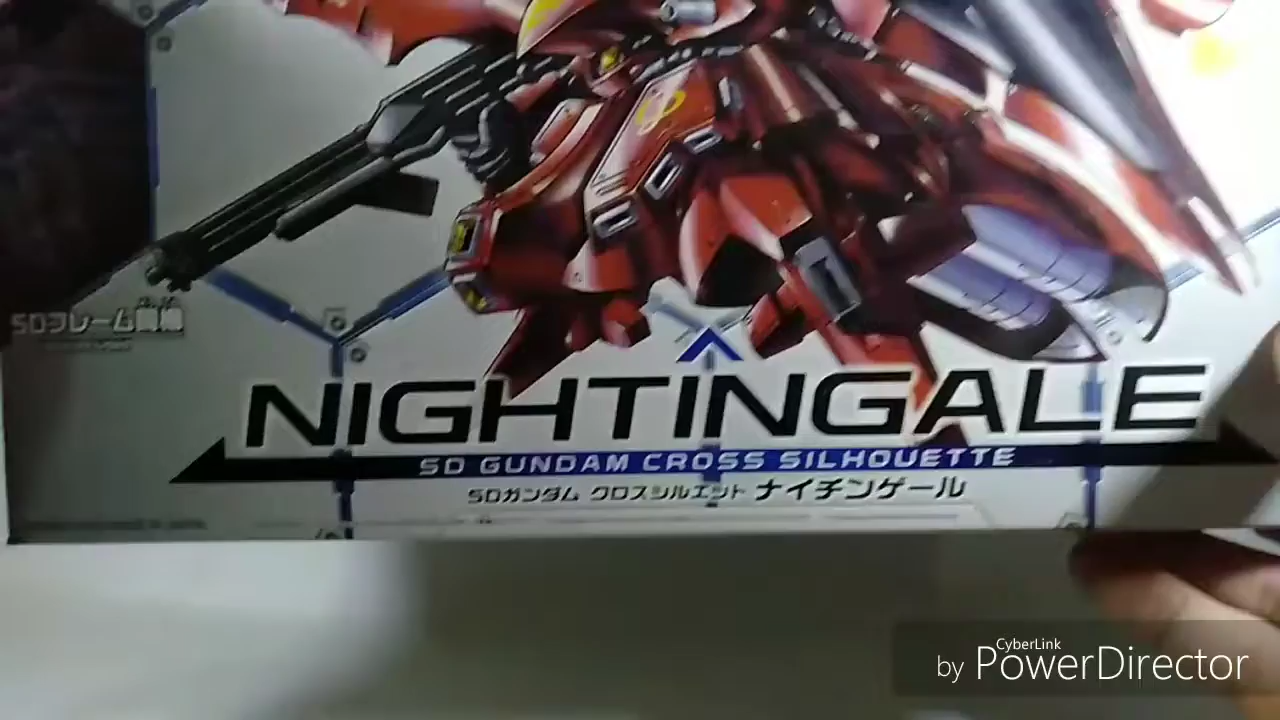 SDフレーム
NIGHTINGALE
SD GUNDAM CROSS SILHOUETTE
SDガンダム クロスシルエット ナイチンゲール
CyberLink
by PowerDirector